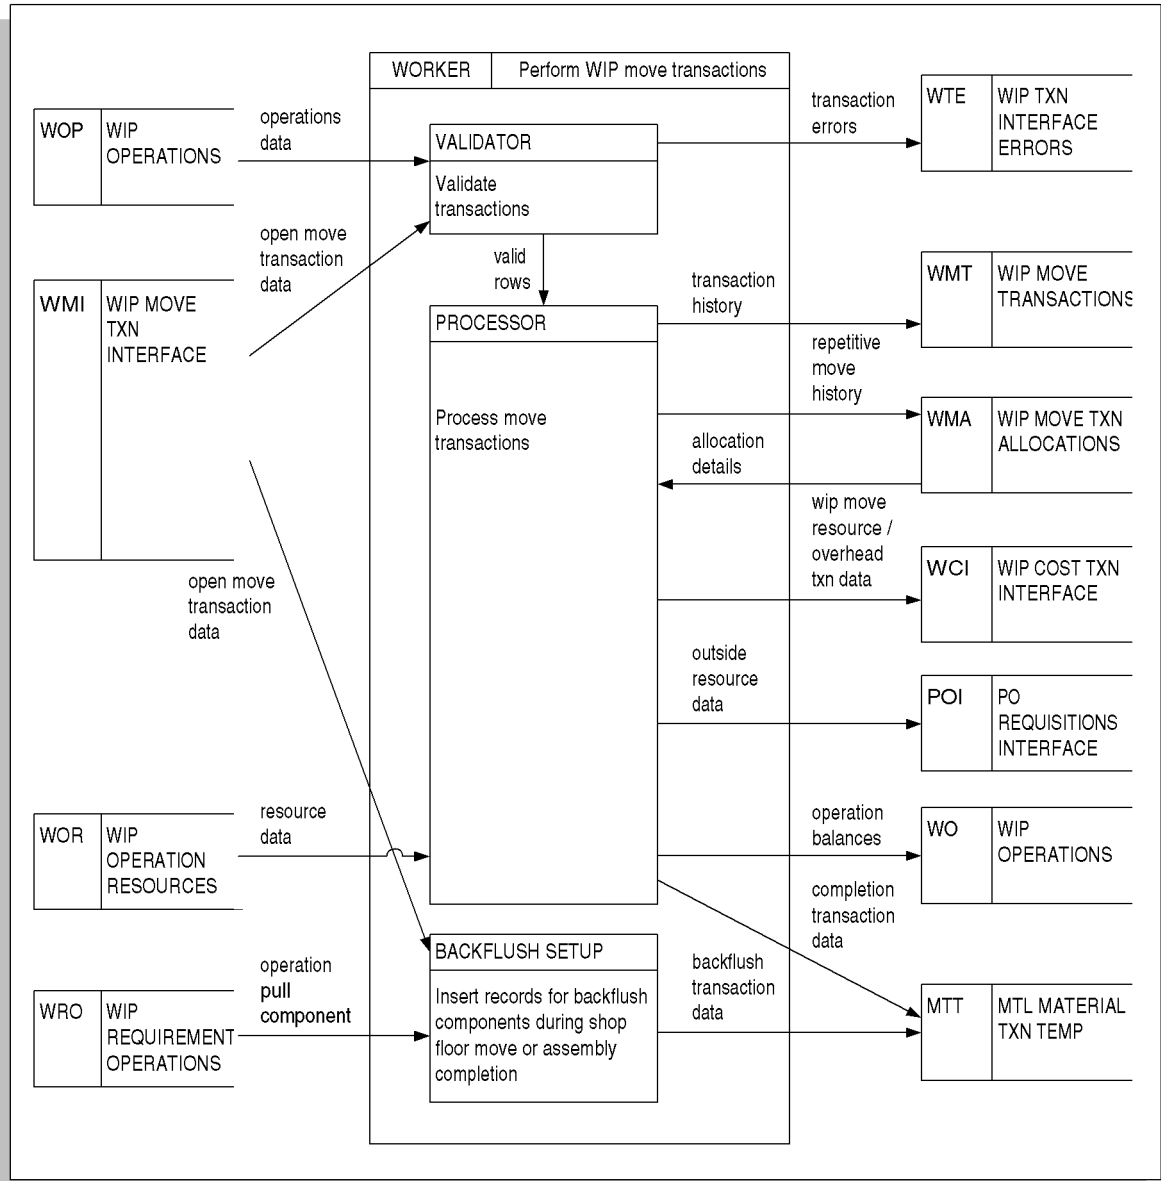 WORKER
Perform WIP move transactions
WOP
WIP
OPERATIONS
operations
data
VALIDATOR
Validate
transactions
transaction
errors
WTE
WIP TXN
INTERFACE
ERRORS
open move
transaction
data
valid
rows
WMI
WIP MOVE
TXN
INTERFACE
PROCESSOR
Process move
transactions
transaction
history
WMT
WIP MOVE
TRANSACTIONS
repetitive
move
history
WMA
WIP MOVE TXN
ALLOCATIONS
allocation
details
wip move
resource /
overhead
txn data
WCI
WIP COST TXN
INTERFACE
open move
transaction
data
outside
resource
data
POI
PO
REQUISITIONS
INTERFACE
WOR
WIP
OPERATION
RESOURCES
resource
data
operation
balances
WO
WIP
OPERATIONS
completion
transaction
data
WRO
WIP
REQUIREMENT
OPERATIONS
operation
pull
component
BACKFLUSH SETUP
Insert records for backflush
components during shop
floor move or assembly
completion
backflush
transaction
data
MTT
MTL MATERIAL
TXN TEMP